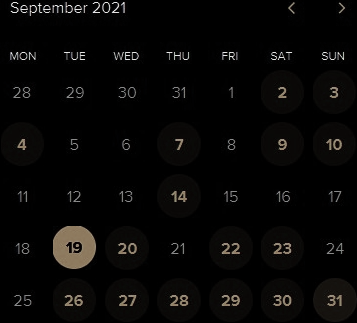 September 2021
MON TUE WED THU FRI SAT SUN
28 29 30 31 1 2 3
4 5 6 7 8 9 10
11 12 13 14 15 16 17
18 19 20 21 22 23 24
25 26 27 28 29 30 31